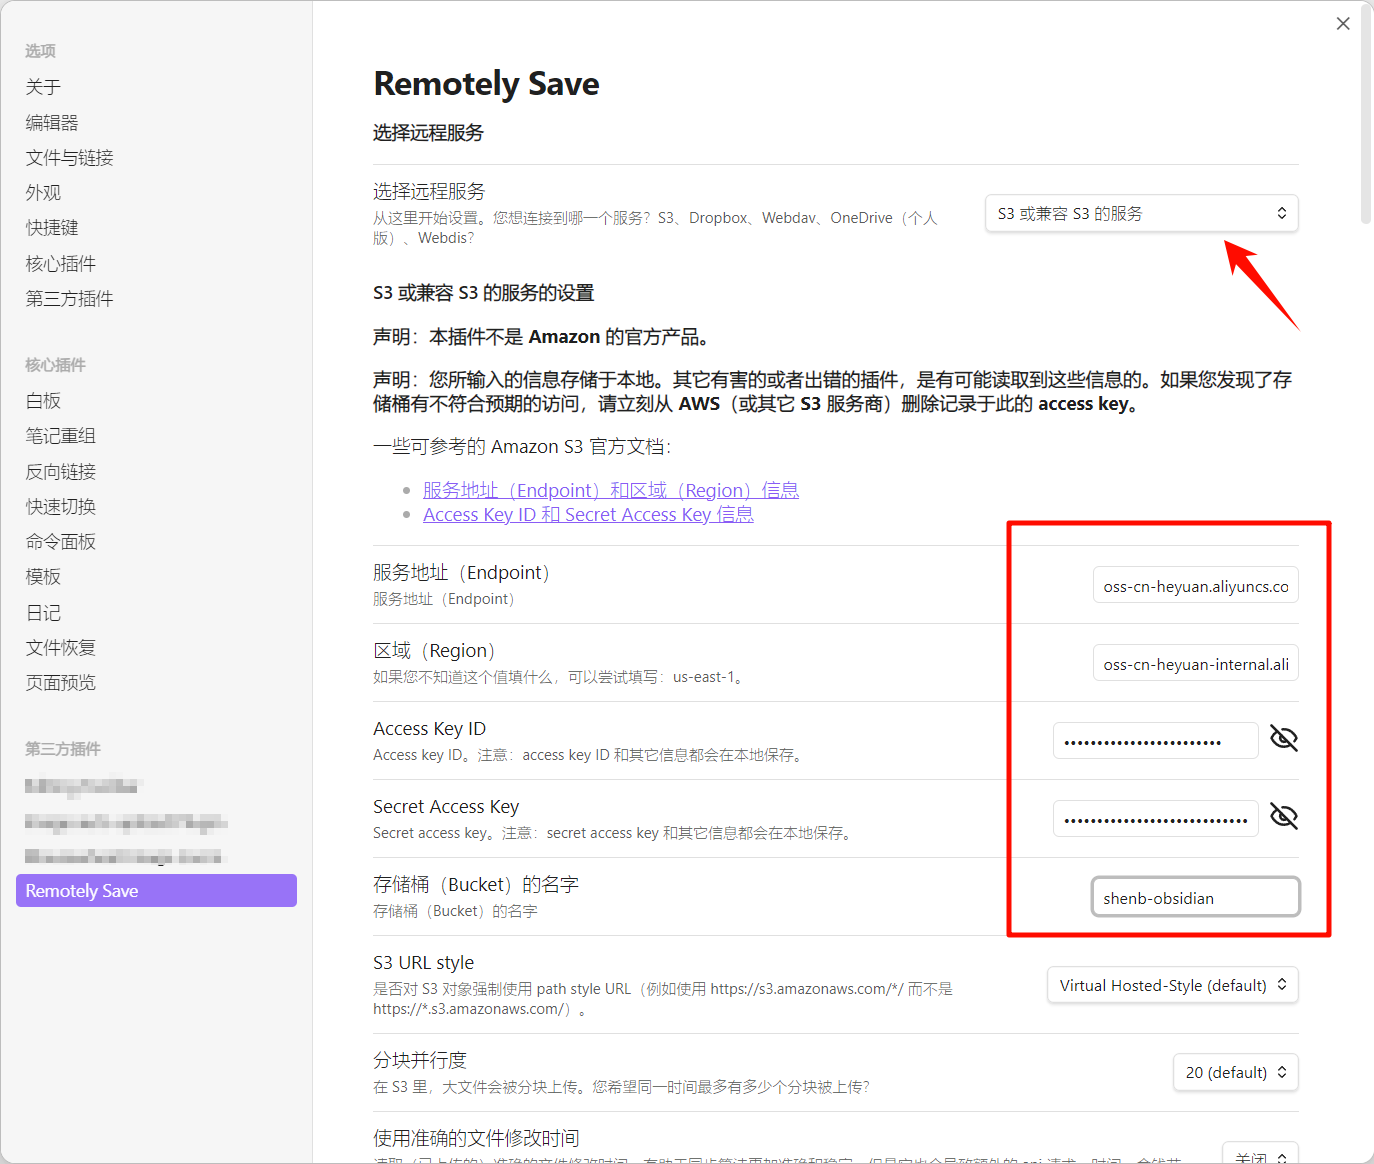 选项
关于
编辑器
文件与链接
外观
快捷键
核心插件
第三方插件
核心插件
白板
笔记重组
反向链接
快速切换
命令面板
模板
日记
文件恢复
页面预览
第三方插件
Remotely Save
Remotely Save
选择远程服务
选择远程服务
从这里开始设置。您想连接到哪一个服务？S3、Dropbox、Webdav、OneDrive（个人
版）、Webdis？
S3 或兼容 S3 的服务
S3 或兼容 S3 的服务的设置
声明：本插件不是 Amazon 的官方产品。
声明：您所输入的信息存储于本地。其它有害的或者出错的插件，是有可能读取到这些信息的。如果您发现了存
储桶有不符合预期的访问，请立刻从 AWS（或其它 S3 服务商）删除记录于此的 access key。
一些可参考的 Amazon S3 官方文档：
服务地址（Endpoint）和区域（Region）信息
Access Key ID 和 Secret Access Key 信息
服务地址（Endpoint）
服务地址（Endpoint）
oss-cn-heyuan.aliyuncs.co
区域（Region）
如果您不知道这个值填什么，可以尝试填写：us-east-1。
oss-cn-heyuan-internal.ali
Access Key ID
Access key ID。注意：access key ID 和其它信息都会在本地保存。
Secret Access Key
Secret access key。注意：secret access key 和其它信息都会在本地保存。
存储桶（Bucket）的名字
存储桶（Bucket）的名字
shenb-obsidian
S3 URL style
是否对 S3 对象强制使用 path style URL（例如使用 https://s3.amazonaws.com/*/ 而不是
https://*.s3.amazonaws.com/）。
Virtual Hosted-Style (default)
分块并行度
在 S3 里，大文件会被分块上传。您希望同一时间最多有多少个分块被上传？
20 (default)
使用准确的文件修改时间
关闭